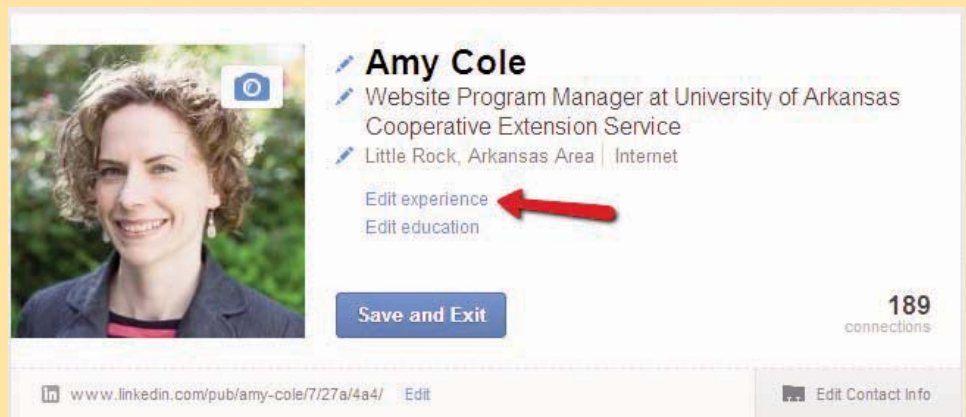 Amy Cole
Website Program Manager at University of Arkansas
Cooperative Extension Service
Little Rock, Arkansas Area | Internet
Edit experience
Edit education
Save and Exit
189
connections
in www.linkedin.com/pub/amy-cole/7/27a/4a4/ Edit
Edit Contact Info